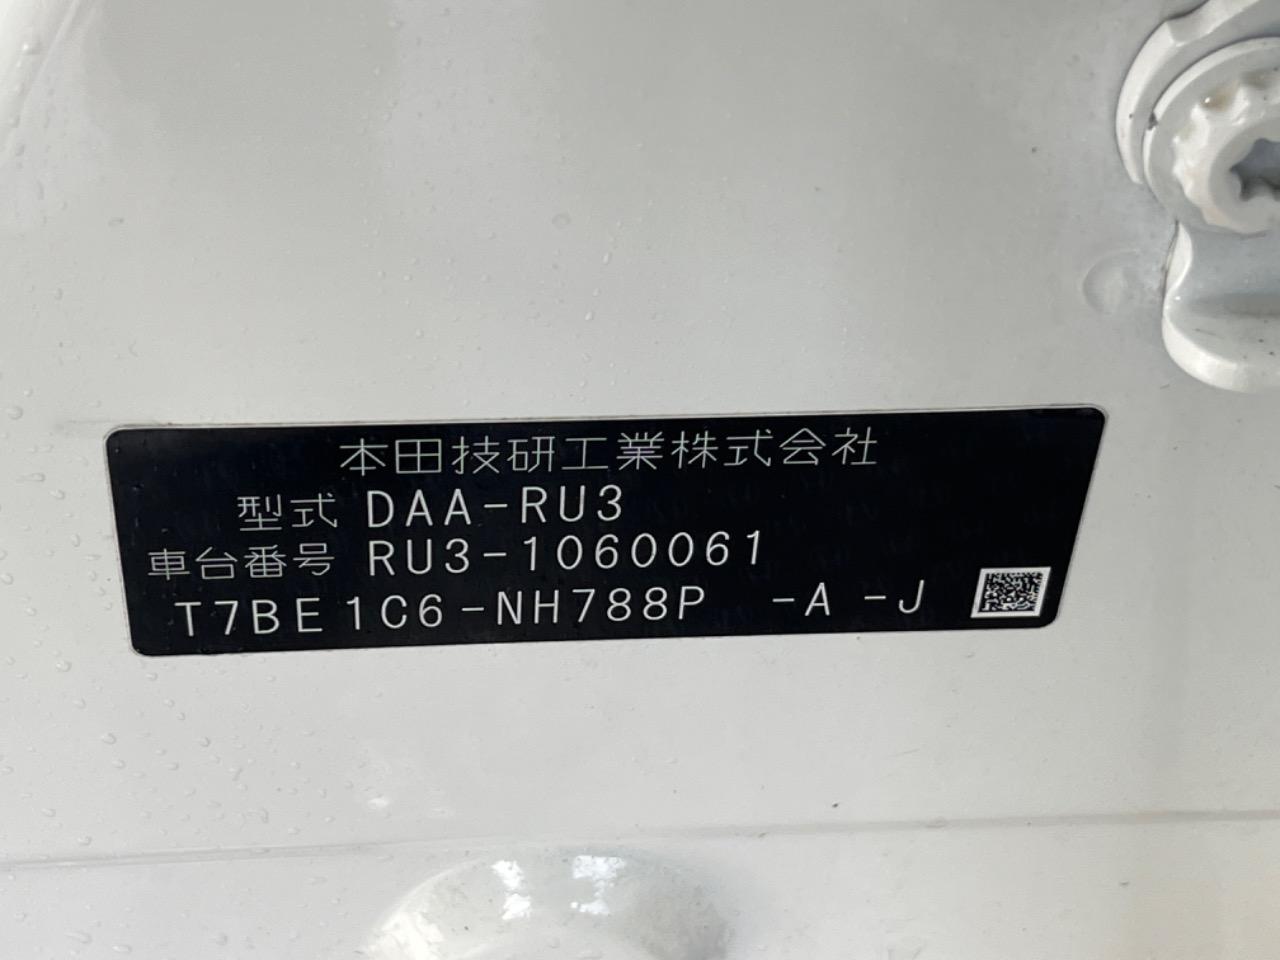 本田技研工業株式会社
型式 DAA-RU3
車台番号 RU3-1060061
T7BE1C6-NH788P -A -J